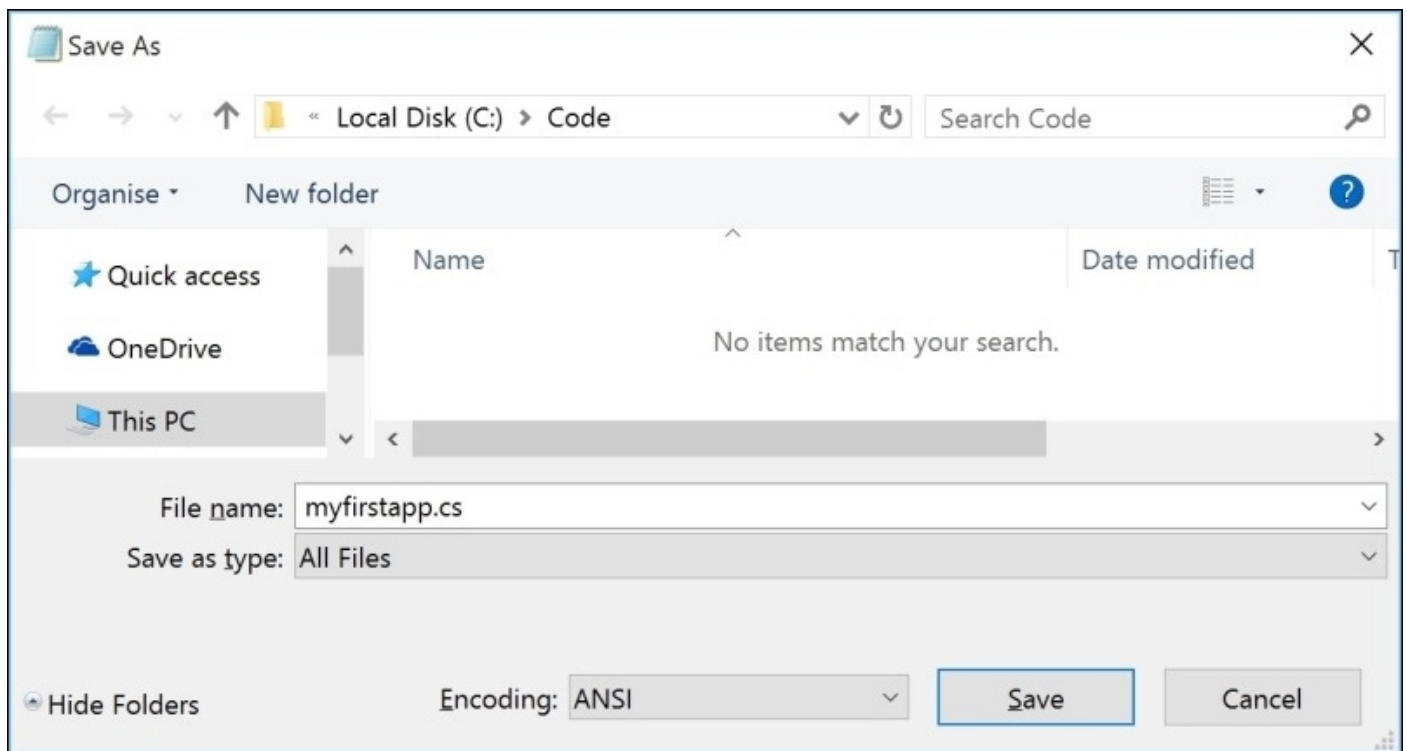 Save As
« Local Disk (C:) > Code Search Code
Organise New folder ?
Name Date modified T
Quick access
No items match your search.
OneDrive
This PC
File name: myfirstapp.cs
Save as type: All Files
Hide Folders Encoding: ANSI Save Cancel